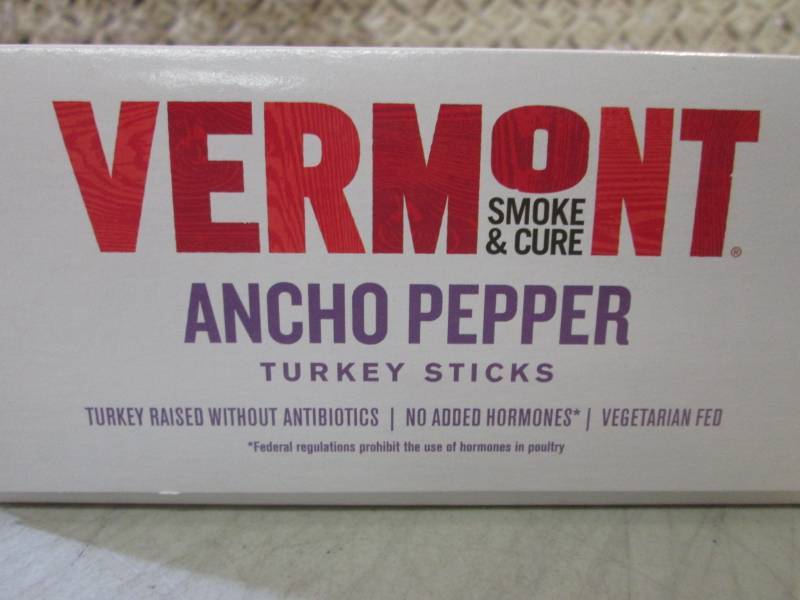 VERMONT
SMOKE
& CURE
®
ANCHO PEPPER
TURKEY STICKS
TURKEY RAISED WITHOUT ANTIBIOTICS | NO ADDED HORMONES* | VEGETARIAN FED
*Federal regulations prohibit the use of hormones in poultry